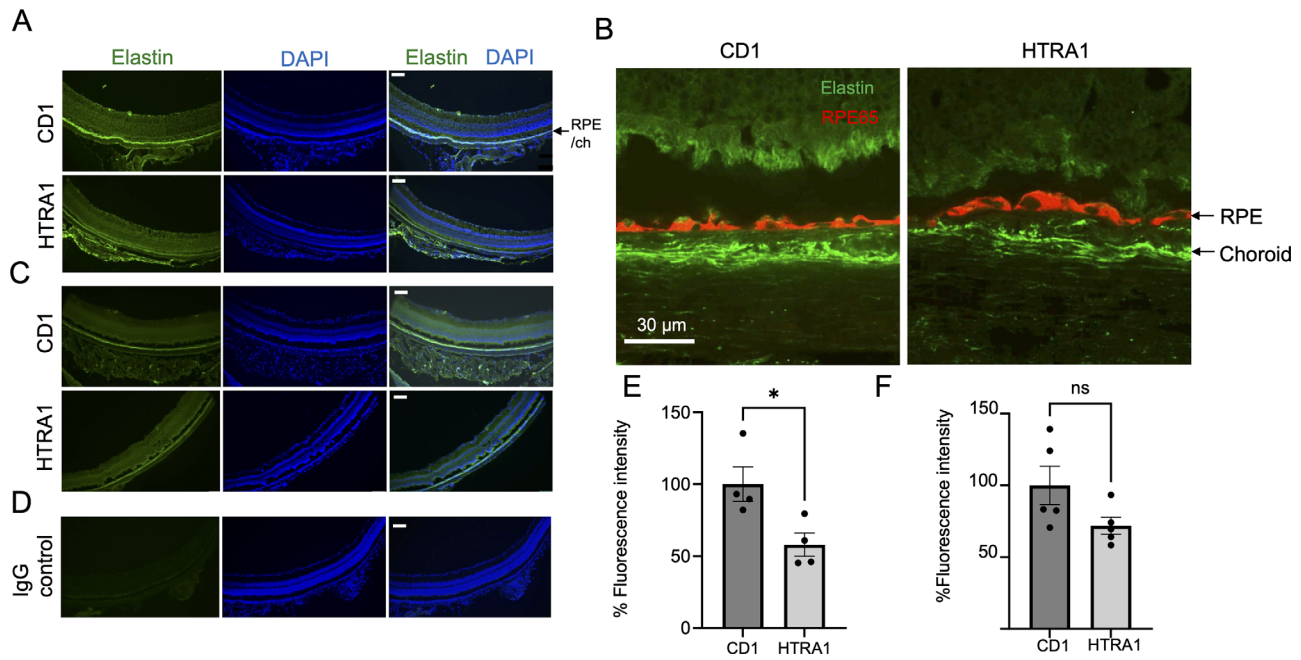 A
Elastin
DAPI
Elastin DAPI
CD1
RPE
/ch
HTRA1
B
CD1
HTRA1
Elastin
RPE65
RPE
Choroid
30 µm
C
CD1
HTRA1
D
IgG
control
E
*
% Fluorescence intensity
150
100
50
0
CD1
HTRA1
F
ns
%Fluorescence intensity
150
100
50
CD1
HTRA1